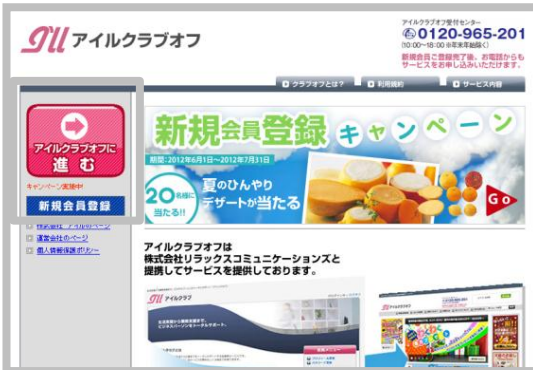 アイルクラブオフ
アイルクラブオフ受付センター
0120-965-201
(10:00~18:00 ※年末年始除く)
新規会員ご登録完了後、お電話からも
サービスをお申し込みいただけます。
クラブオフとは?
利用規約
サービス内容
アイルクラブオフに
進む
キャンペーン実施中!
新規会員登録
株式会社 アイルのページ
運営会社のページ
個人情報保護ポリシー
新規会員登録キャンペーン
期間:2012年6月1日~2012年7月31日
20名様に
当たる!!
夏のひんやり
デザートが当たる
Go
アイルクラブオフは
株式会社リラックスコミュニケーションズと
提携してサービスを提供しております。
アイルクラブ